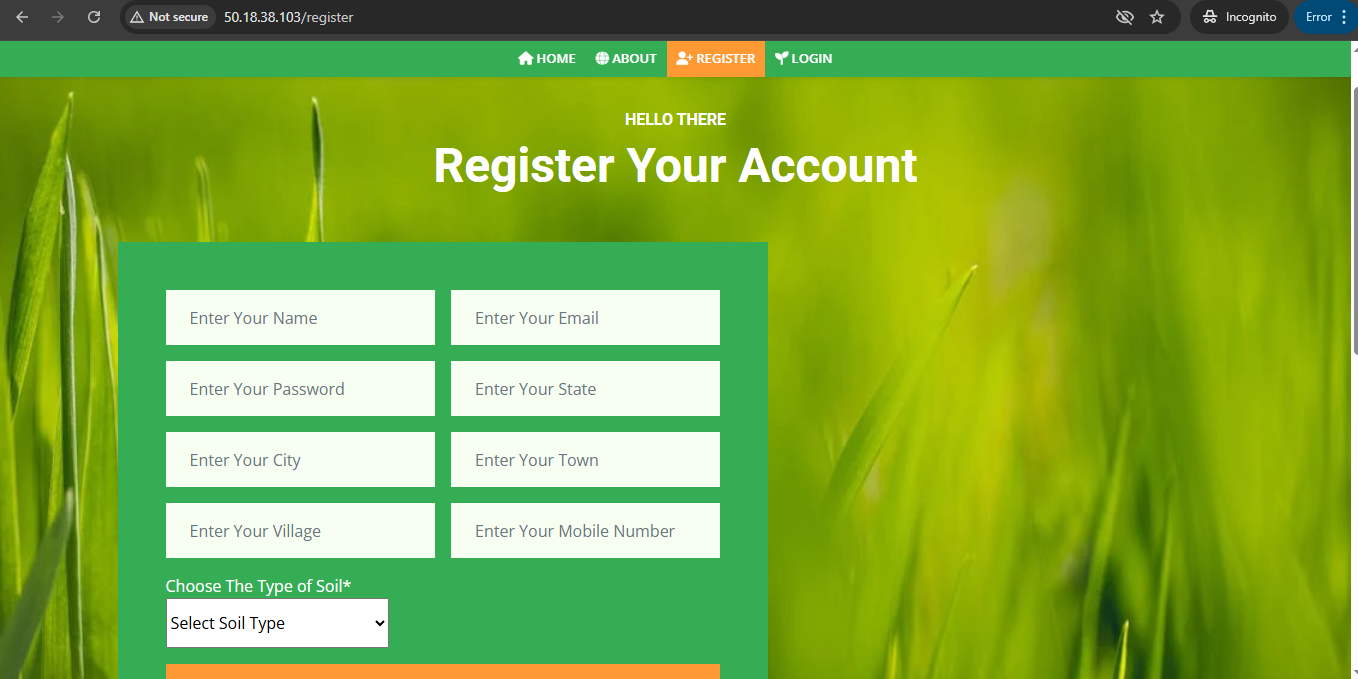 Not secure 50.18.38.103/register Incognito Error
HOME ABOUT REGISTER LOGIN
HELLO THERE
Register Your Account
Enter Your Name Enter Your Email
Enter Your Password Enter Your State
Enter Your City Enter Your Town
Enter Your Village Enter Your Mobile Number
Choose The Type of Soil*
Select Soil Type